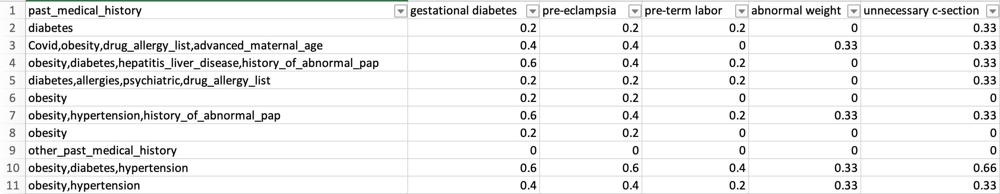 1 past_medical_history gestational diabetes pre-eclampsia pre-term labor abnormal weight unnecessary c-section
2 diabetes 0.2 0.2 0.2 0 0.33
3 Covid,obesity,drug_allergy_list,advanced_maternal_age 0.4 0.4 0 0.33 0.33
4 obesity,diabetes,hepatitis_liver_disease,history_of_abnormal_pap 0.6 0.4 0.2 0 0.33
5 diabetes,allergies,psychiatric,drug_allergy_list 0.2 0.2 0.2 0 0.33
6 obesity 0.2 0.2 0 0 0
7 obesity,hypertension,history_of_abnormal_pap 0.6 0.4 0.2 0.33 0.33
8 obesity 0.2 0.2 0 0 0
9 other_past_medical_history 0 0 0 0 0
10 obesity,diabetes,hypertension 0.6 0.6 0.4 0.33 0.66
11 obesity,hypertension 0.4 0.4 0.2 0.33 0.33